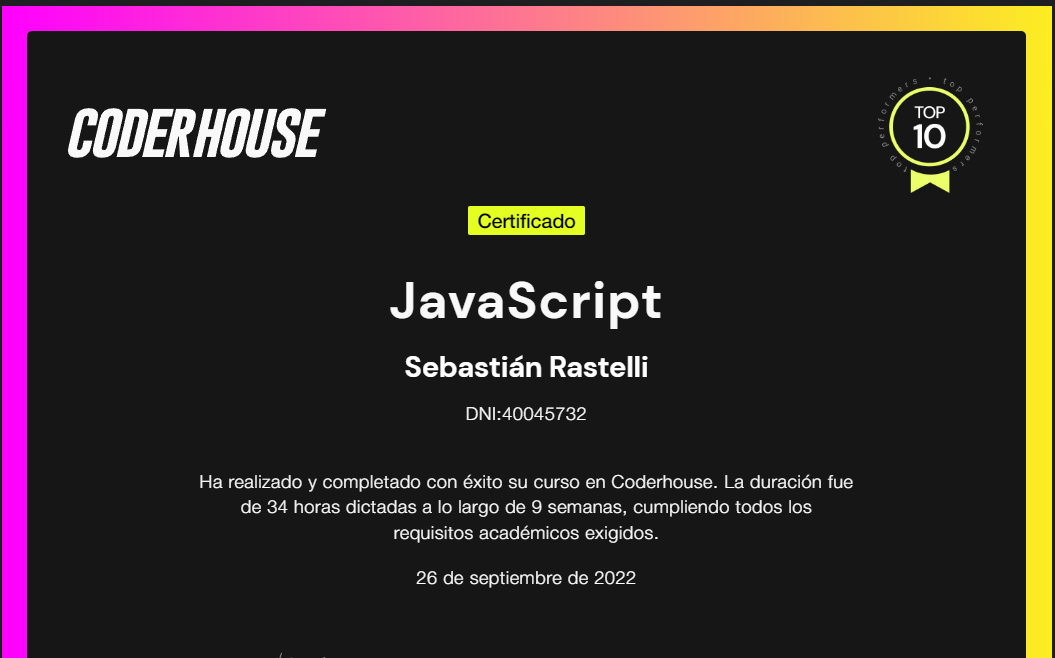 CODERHOUSE
top performers • top performers
TOP
10
Certificado
JavaScript
Sebastián Rastelli
DNI:40045732
Ha realizado y completado con éxito su curso en Coderhouse. La duración fue
de 34 horas dictadas a lo largo de 9 semanas, cumpliendo todos los
requisitos académicos exigidos.
26 de septiembre de 2022